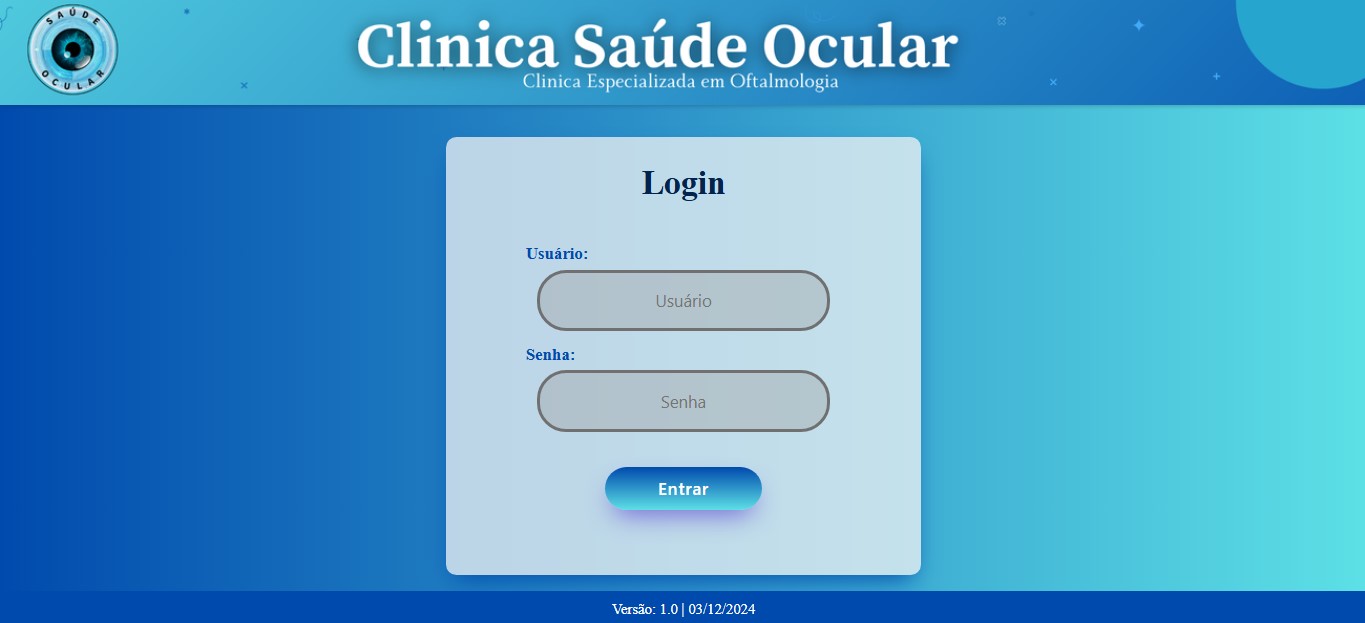 SAÚDE
OCULAR
Clinica Saúde Ocular
Clinica Especializada em Oftalmologia
Login
Usuário:
Usuário
Senha:
Senha
Entrar
Versão: 1.0 | 03/12/2024